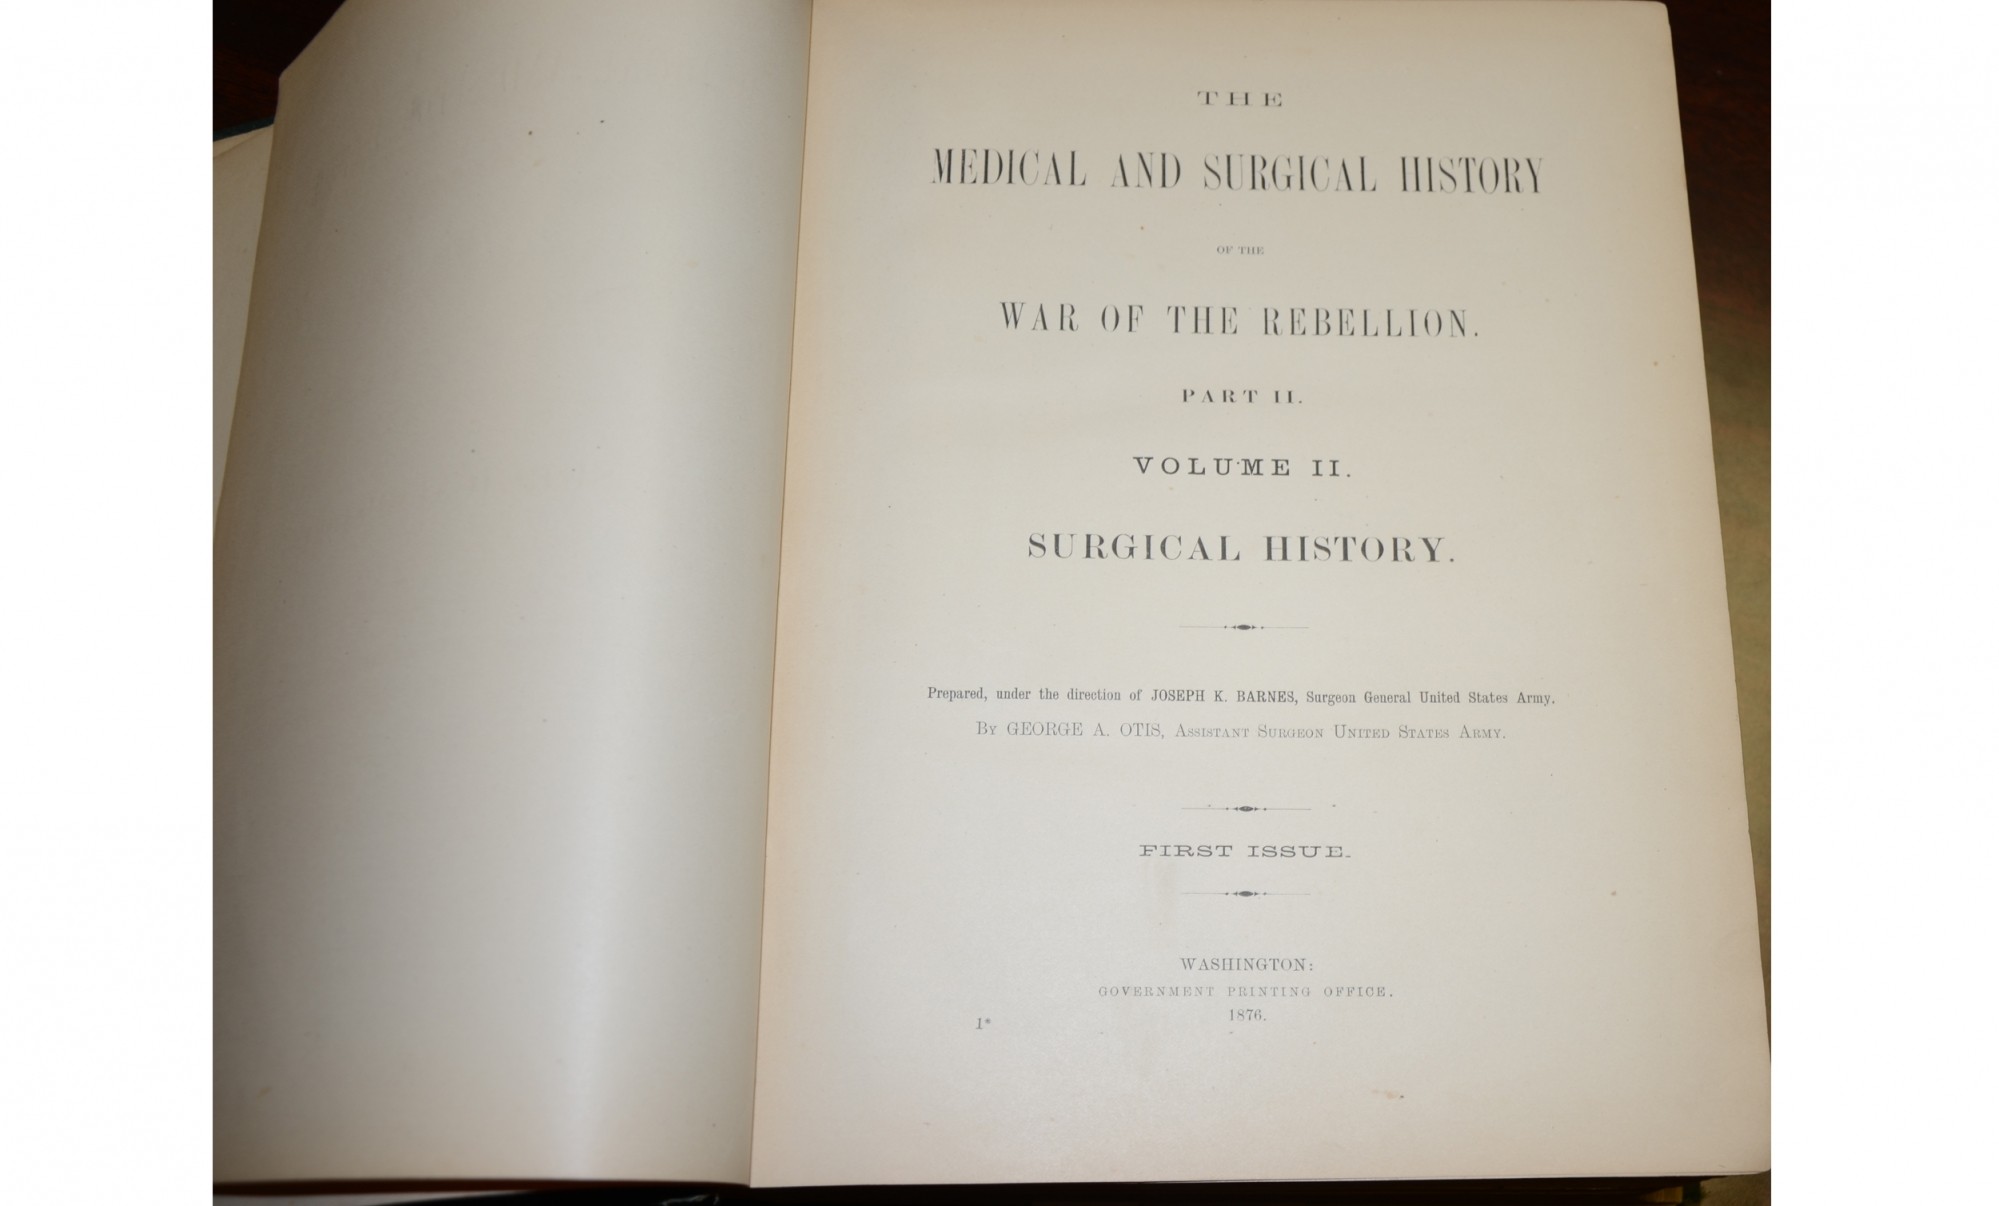 THE
MEDICAL AND SURGICAL HISTORY
OF THE
WAR OF THE REBELLION.
PART II.
VOLUME II.
SURGICAL HISTORY.
Prepared, under the direction of JOSEPH K. BARNES, Surgeon General United States Army.
By GEORGE A. OTIS, Assistant Surgeon United States Army.
FIRST ISSUE.
WASHINGTON:
GOVERNMENT PRINTING OFFICE.
1876.
1*